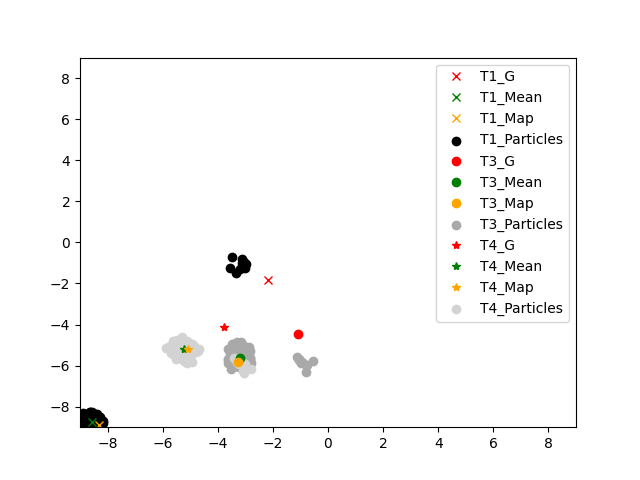 8
6
4
2
0
−2
−4
−6
−8
−8 −6 −4 −2 0 2 4 6 8
T1_G
T1_Mean
T1_Map
T1_Particles
T3_G
T3_Mean
T3_Map
T3_Particles
T4_G
T4_Mean
T4_Map
T4_Particles